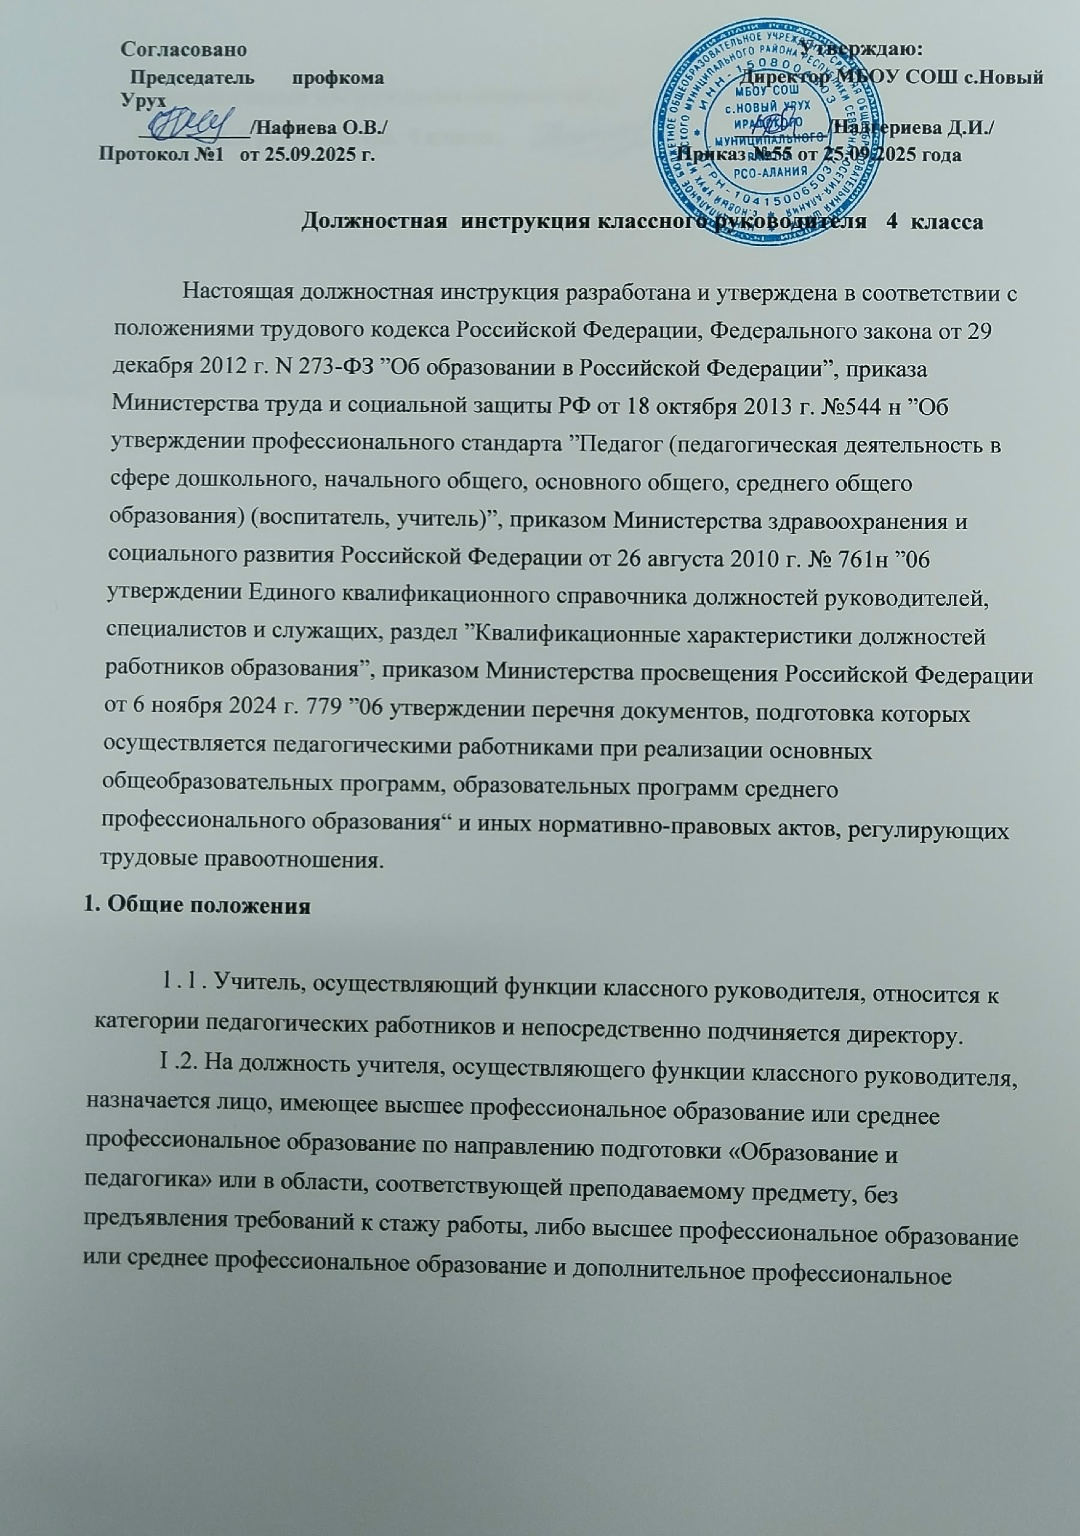 Согласовано
Утверждаю:
Председатель профкома
Директор МБОУ СОШ с.Новый
Урух
/Нафиева О.В./
/Надгериева Д.И./
Протокол №1 от 25.09.2025 г.
Приказ №55 от 25.09.2025 года
МБОУ СОШ
с.НОВЫЙ УРУХ
ИРАФСКОГО
МУНИЦИПАЛЬНОГО
РАЙОНА
РСО-АЛАНИЯ
Должностная инструкция классного руководителя 4 класса
Настоящая должностная инструкция разработана и утверждена в соответствии с
положениями трудового кодекса Российской Федерации, Федерального закона от 29
декабря 2012 г. N 273-ФЗ ”Об образовании в Российской Федерации”, приказа
Министерства труда и социальной защиты РФ от 18 октября 2013 г. №544 н ”Об
утверждении профессионального стандарта ”Педагог (педагогическая деятельность в
сфере дошкольного, начального общего, основного общего, среднего общего
образования) (воспитатель, учитель)”, приказом Министерства здравоохранения и
социального развития Российской Федерации от 26 августа 2010 г. № 761н ”06
утверждении Единого квалификационного справочника должностей руководителей,
специалистов и служащих, раздел ”Квалификационные характеристики должностей
работников образования”, приказом Министерства просвещения Российской Федерации
от 6 ноября 2024 г. 779 ”06 утверждении перечня документов, подготовка которых
осуществляется педагогическими работниками при реализации основных
общеобразовательных программ, образовательных программ среднего
профессионального образования“ и иных нормативно-правовых актов, регулирующих
трудовые правоотношения.
1. Общие положения
1 . 1 . Учитель, осуществляющий функции классного руководителя, относится к
категории педагогических работников и непосредственно подчиняется директору.
I .2. На должность учителя, осуществляющего функции классного руководителя,
назначается лицо, имеющее высшее профессиональное образование или среднее
профессиональное образование по направлению подготовки «Образование и
педагогика» или в области, соответствующей преподаваемому предмету, без
предъявления требований к стажу работы, либо высшее профессиональное образование
или среднее профессиональное образование и дополнительное профессиональное